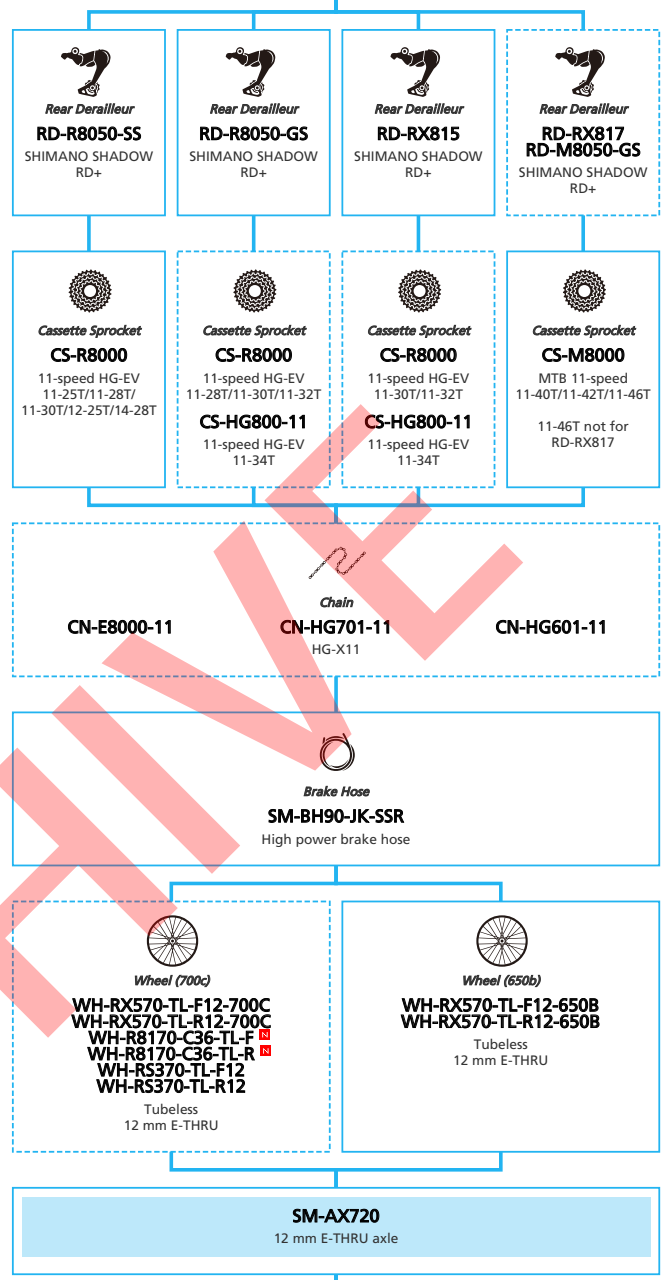 Rear Derailleur
RD-R8050-SS
SHIMANO SHADOW
RD+
Rear Derailleur
RD-R8050-GS
SHIMANO SHADOW
RD+
Rear Derailleur
RD-RX815
SHIMANO SHADOW
RD+
Rear Derailleur
RD-RX817
RD-M8050-GS
SHIMANO SHADOW
RD+
Cassette Sprocket
CS-R8000
11-speed HG-EV
11-25T/11-28T/
11-30T/12-25T/14-28T
Cassette Sprocket
CS-R8000
11-speed HG-EV
11-28T/11-30T/11-32T
CS-HG800-11
11-speed HG-EV
11-34T
Cassette Sprocket
CS-R8000
11-speed HG-EV
11-30T/11-32T
CS-HG800-11
11-speed HG-EV
11-34T
Cassette Sprocket
CS-M8000
MTB 11-speed
11-40T/11-42T/11-46T
11-46T not for
RD-RX817
Chain
CN-E8000-11
CN-HG701-11
HG-X11
CN-HG601-11
Brake Hose
SM-BH90-JK-SSR
High power brake hose
Wheel (700c)
WH-RX570-TL-F12-700C
WH-RX570-TL-R12-700C
WH-R8170-C36-TL-F N
WH-R8170-C36-TL-R N
WH-RS370-TL-F12
WH-RS370-TL-R12
Tubeless
12 mm E-THRU
Wheel (650b)
WH-RX570-TL-F12-650B
WH-RX570-TL-R12-650B
Tubeless
12 mm E-THRU
SM-AX720
12 mm E-THRU axle
HIVE